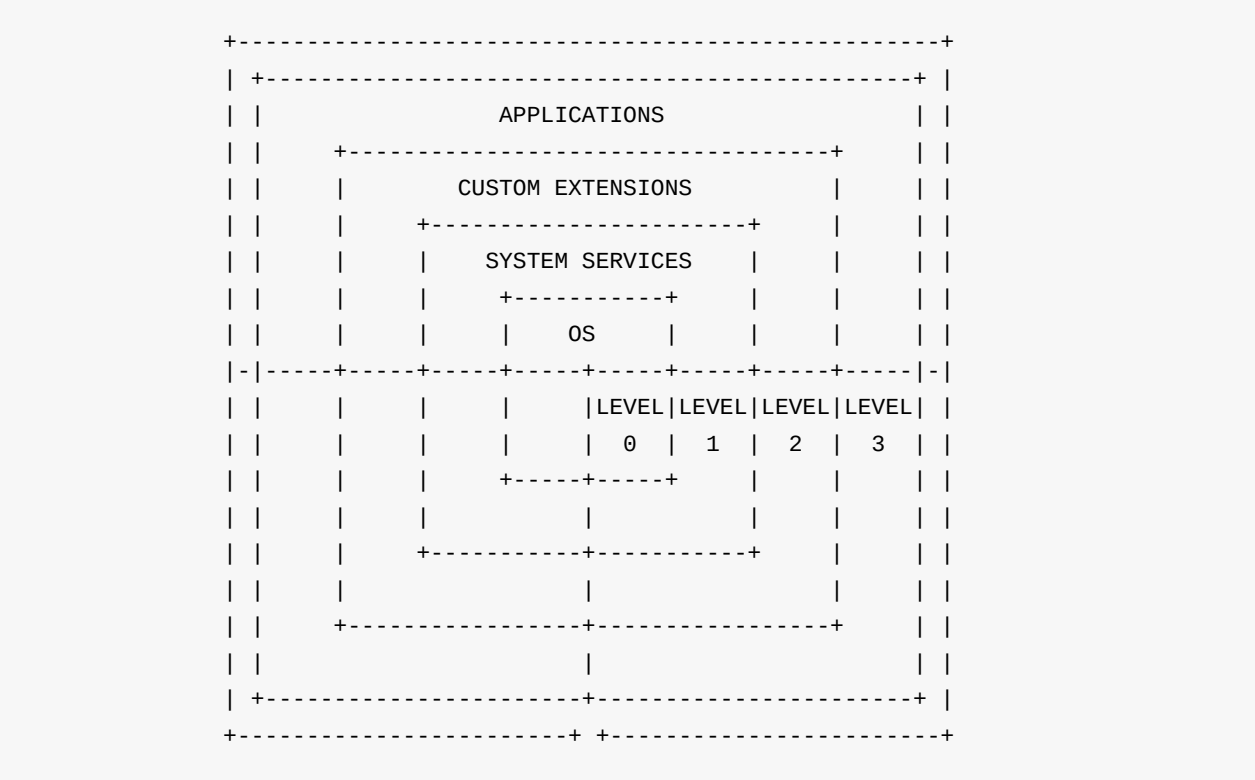 APPLICATIONS
CUSTOM EXTENSIONS
SYSTEM SERVICES
OS
LEVEL LEVEL LEVEL LEVEL
0 1 2 3